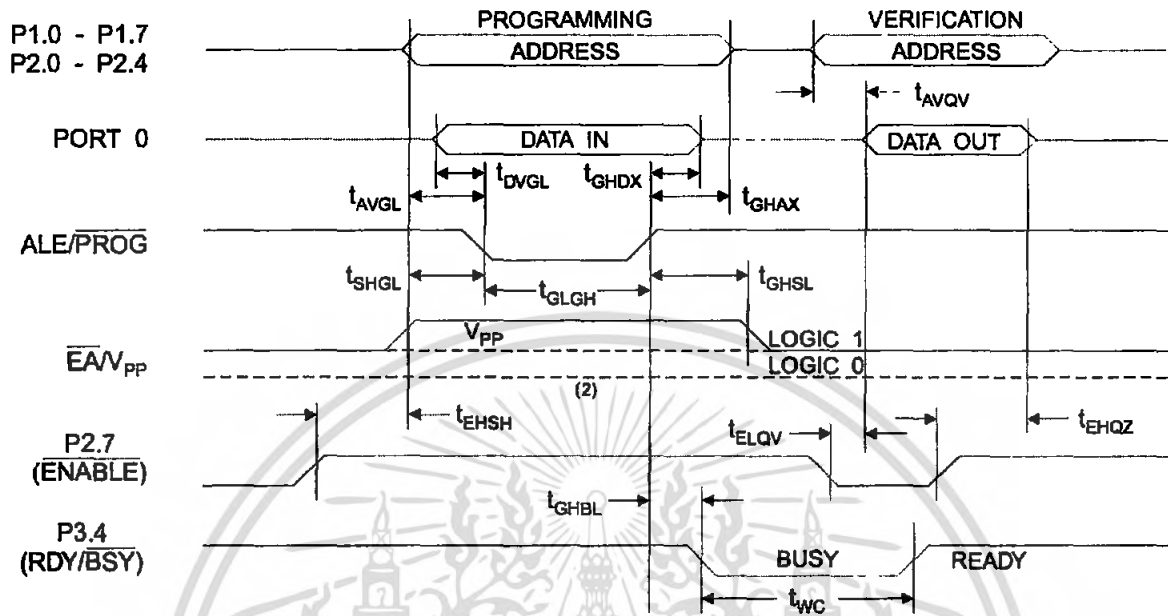 PROGRAMMING VERIFICATION
P1.0 - P1.7
P2.0 - P2.4
ADDRESS ADDRESS
tAVQV
PORT 0
DATA IN DATA OUT
tDVGL tGHDX
tAVGL tGHAX
ALE/PROG
tSHGL tGLGH tGHSL
VPP
LOGIC 1
EA/VPP
LOGIC 0
(2)
tEHSH
tELQV tEHQZ
P2.7
(ENABLE)
tGHBL
P3.4
(RDY/BSY)
BUSY READY
tWC